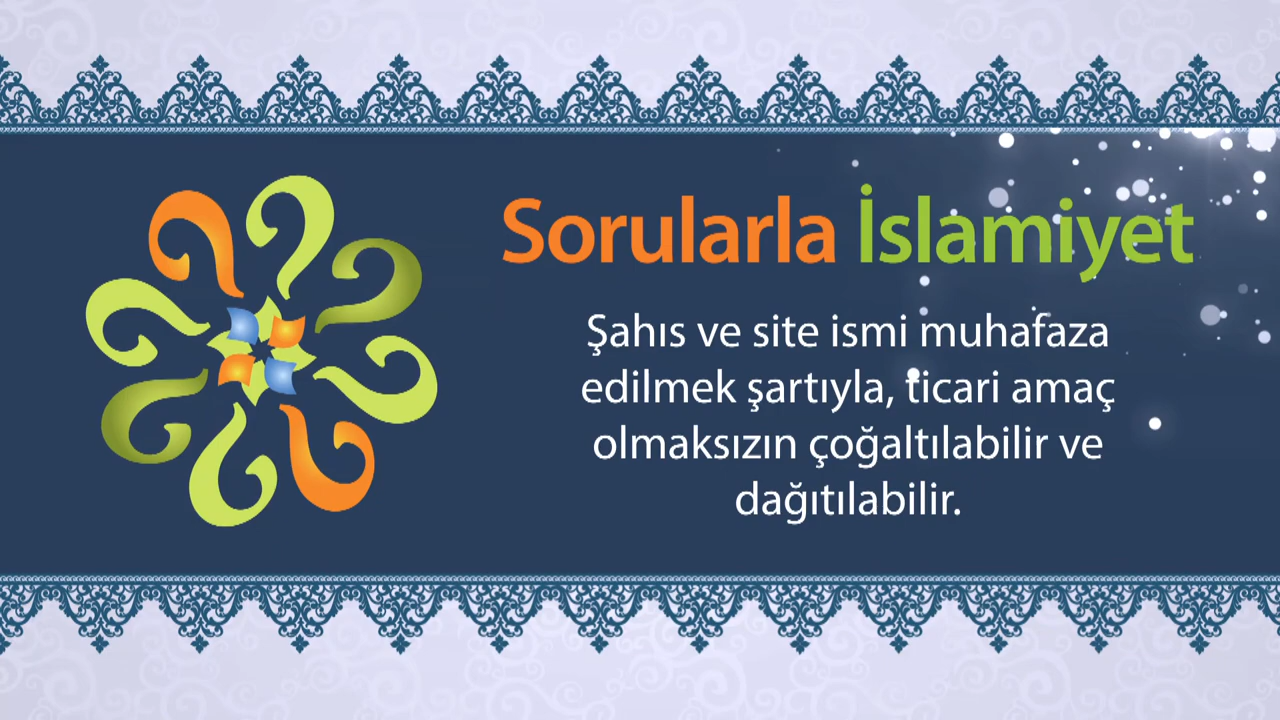 Sorularla İslamiyet
Şahıs ve site ismi muhafaza
edilmek şartıyla, ticari amaç
olmaksızın çoğaltılabilir ve
dağıtılabilir.